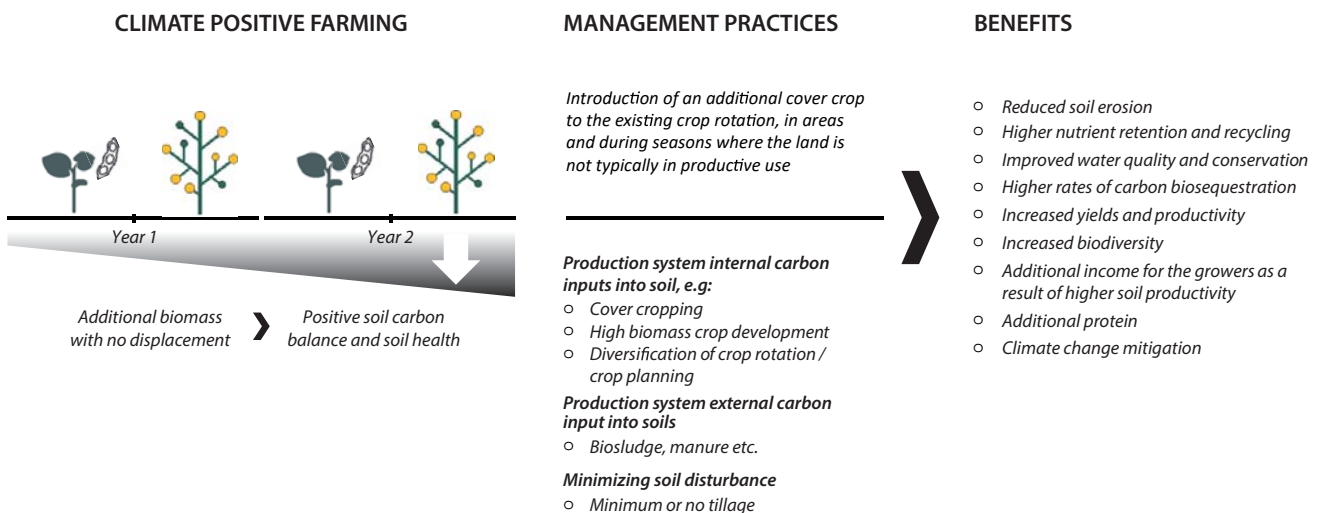 CLIMATE POSITIVE FARMING
Year 1
Year 2
Additional biomass
with no displacement
Positive soil carbon
balance and soil health
MANAGEMENT PRACTICES
Introduction of an additional cover crop
to the existing crop rotation, in areas
and during seasons where the land is
not typically in productive use
Production system internal carbon
inputs into soil, e.g:
o Cover cropping
o High biomass crop development
o Diversification of crop rotation /
crop planning
Production system external carbon
input into soils
o Biosludge, manure etc.
Minimizing soil disturbance
o Minimum or no tillage
BENEFITS
o Reduced soil erosion
o Higher nutrient retention and recycling
o Improved water quality and conservation
o Higher rates of carbon biosequestration
o Increased yields and productivity
o Increased biodiversity
o Additional income for the growers as a
result of higher soil productivity
o Additional protein
o Climate change mitigation